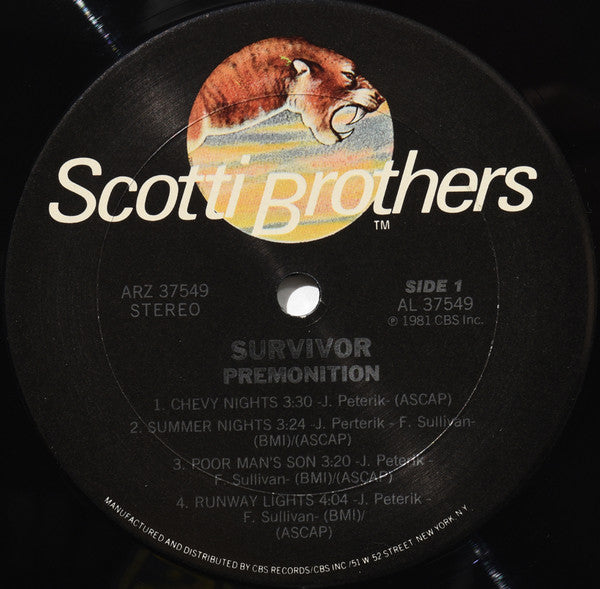 Scotti Brothers
TM
ARZ 37549
STEREO
SIDE 1
AL 37549
℗ 1981 CBS Inc.
SURVIVOR
PREMONITION
1. CHEVY NIGHTS 3:30 -J. Peterik- (ASCAP)
2. SUMMER NIGHTS 3:24 -J. Perterik - F. Sullivan-
(BMI)/(ASCAP)
3. POOR MAN'S SON 3:20 -J. Peterik -
F. Sullivan- (BMI)/(ASCAP)
4. RUNWAY LIGHTS 4:04 -J. Peterik -
F. Sullivan- (BMI)/
(ASCAP)
MANUFACTURED AND DISTRIBUTED BY CBS RECORDS/CBS INC./51 W 52 STREET, NEW YORK, N.Y.